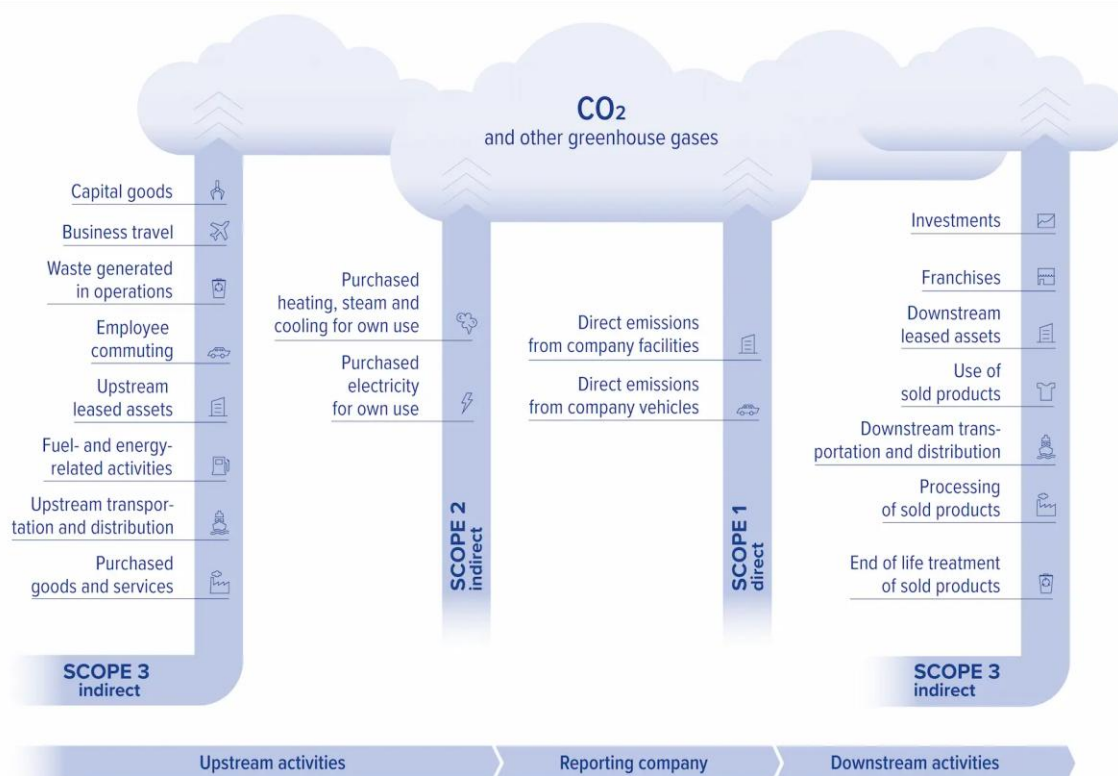 CO₂
and other greenhouse gases
Capital goods
Business travel
Waste generated
in operations
Employee
commuting
Upstream
leased assets
Fuel- and energy-
related activities
Upstream transpor-
tation and distribution
Purchased
goods and services
SCOPE 3
indirect
Purchased
heating, steam and
cooling for own use
Purchased
electricity
for own use
SCOPE 2
indirect
Direct emissions
from company facilities
Direct emissions
from company vehicles
SCOPE 1
direct
Investments
Franchises
Downstream
leased assets
Use of
sold products
Downstream trans-
portation and distribution
Processing
of sold products
End of life treatment
of sold products
SCOPE 3
indirect
Upstream activities
Reporting company
Downstream activities